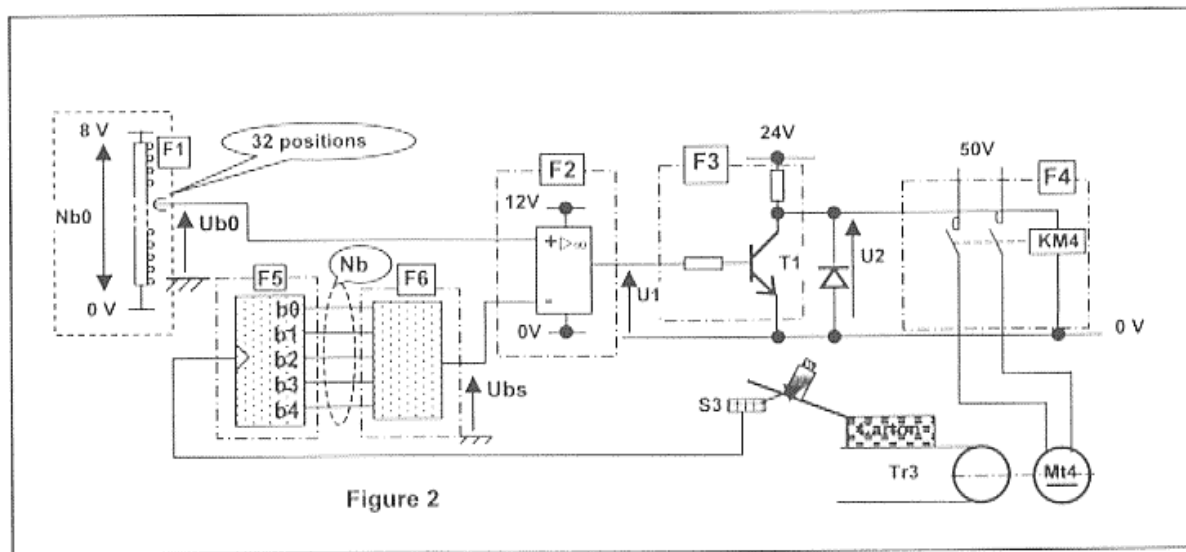 8 V
F1
32 positions
Nb0
Ub0
0 V
F5
Nb
F6
b0
b1
b2
b3
b4
Ubs
F2
12V
+ ▷∞
-
0V
U1
F3
24V
T1
U2
50V
F4
KM4
0 V
S3
Carton
Tr3
Mt4
Figure 2